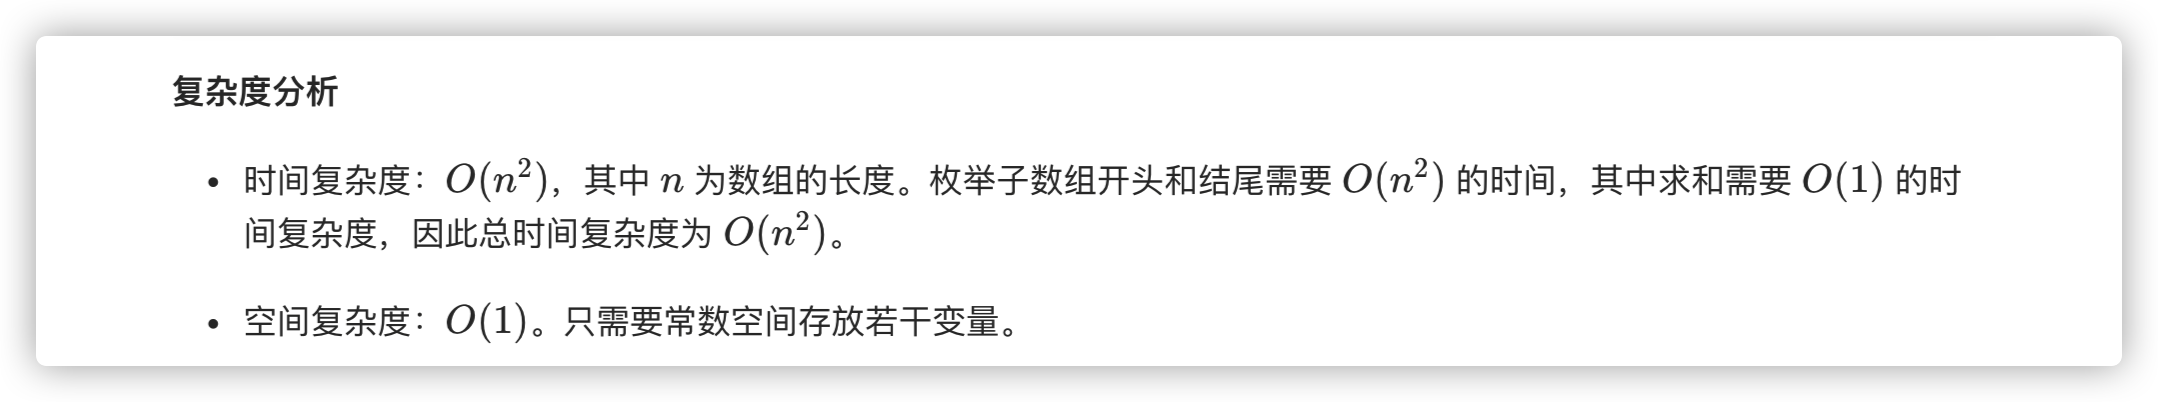 复杂度分析
• 时间复杂度：O(n²)，其中 n 为数组的长度。枚举子数组开头和结尾需要 O(n²) 的时间，其中求和需要 O(1) 的时
间复杂度，因此总时间复杂度为 O(n²)。
• 空间复杂度：O(1)。只需要常数空间存放若干变量。